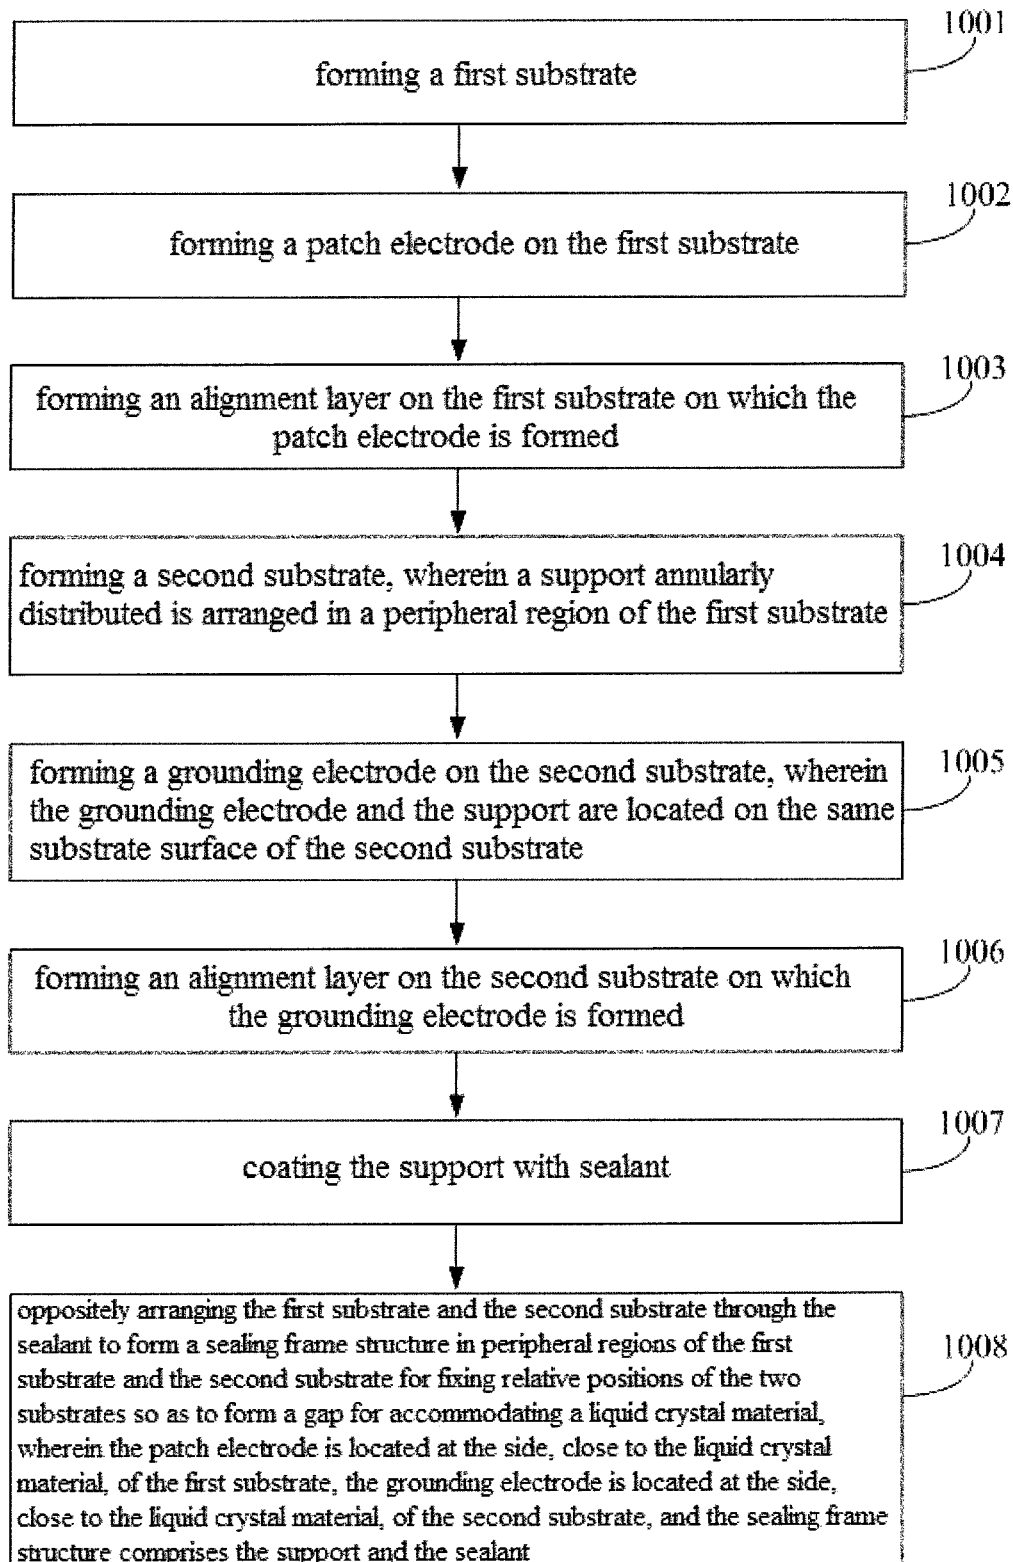 1001
forming a first substrate
1002
forming a patch electrode on the first substrate
1003
forming an alignment layer on the first substrate on which the
patch electrode is formed
1004
forming a second substrate, wherein a support annularly
distributed is arranged in a peripheral region of the first substrate
1005
forming a grounding electrode on the second substrate, wherein
the grounding electrode and the support are located on the same
substrate surface of the second substrate
1006
forming an alignment layer on the second substrate on which
the grounding electrode is formed
1007
coating the support with sealant
1008
oppositely arranging the first substrate and the second substrate through the
sealant to form a sealing frame structure in peripheral regions of the first
substrate and the second substrate for fixing relative positions of the two
substrates so as to form a gap for accommodating a liquid crystal material,
wherein the patch electrode is located at the side, close to the liquid crystal
material, of the first substrate, the grounding electrode is located at the side,
close to the liquid crystal material, of the second substrate, and the sealing frame
structure comprises the support and the sealant